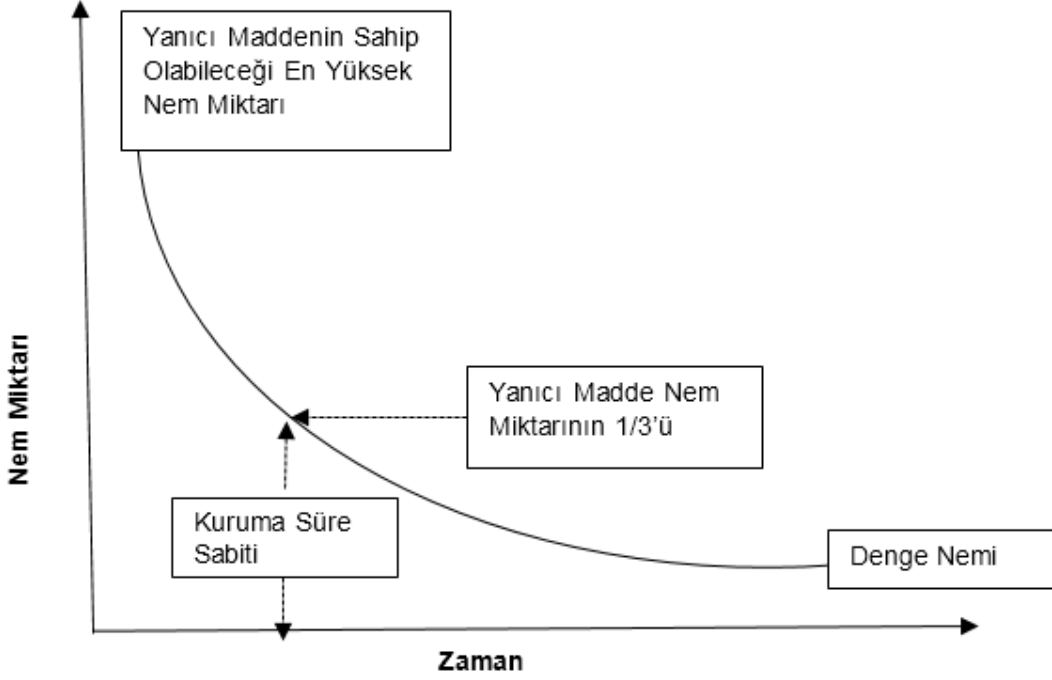 Yanıcı Maddenin Sahip
Olabileceği En Yüksek
Nem Miktarı
Nem Miktarı
Yanıcı Madde Nem
Miktarının 1/3'ü
Kuruma Süre
Sabiti
Denge Nemi
Zaman